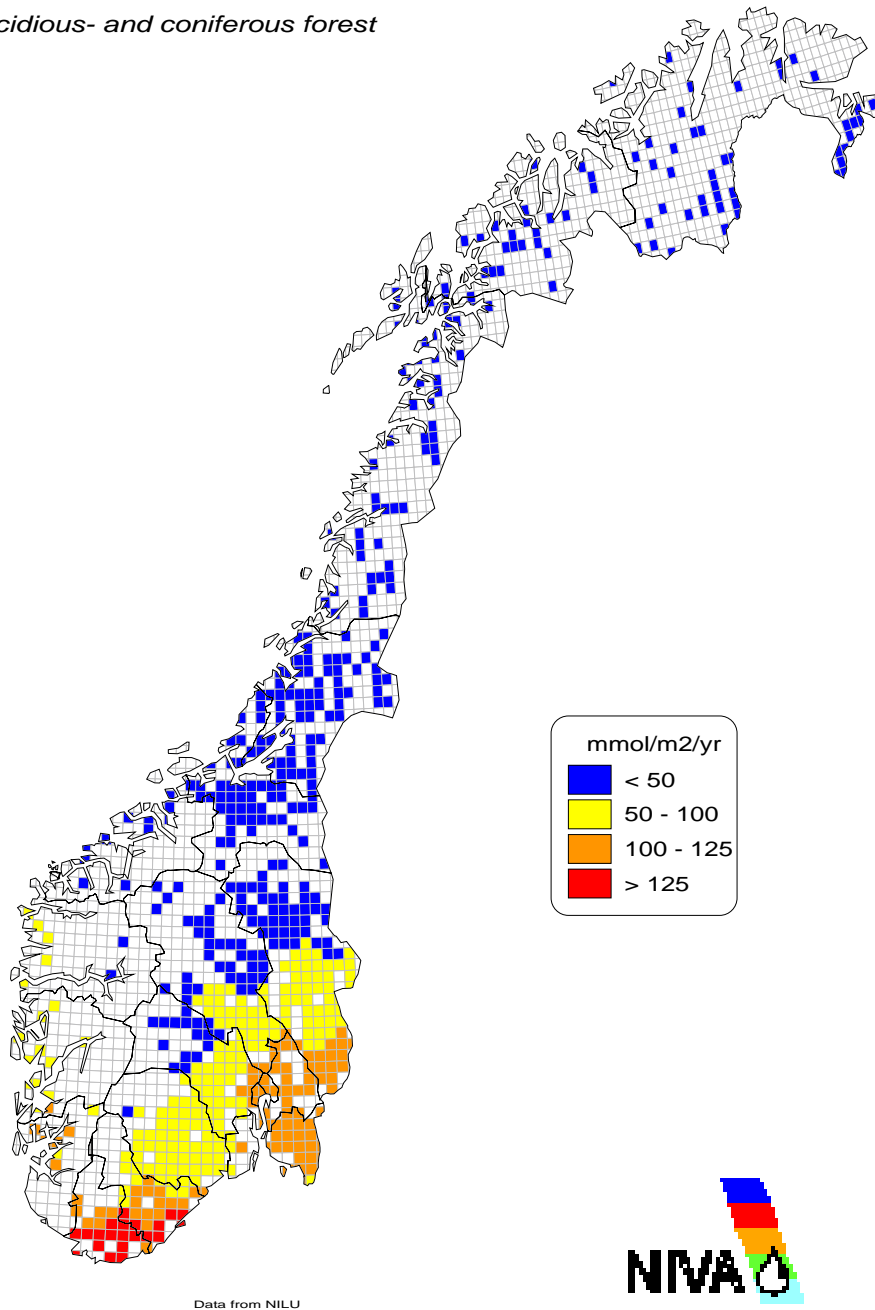 cidious- and coniferous forest
mmol/m2/yr
< 50
50 - 100
100 - 125
> 125
NIVA
Data from NILU